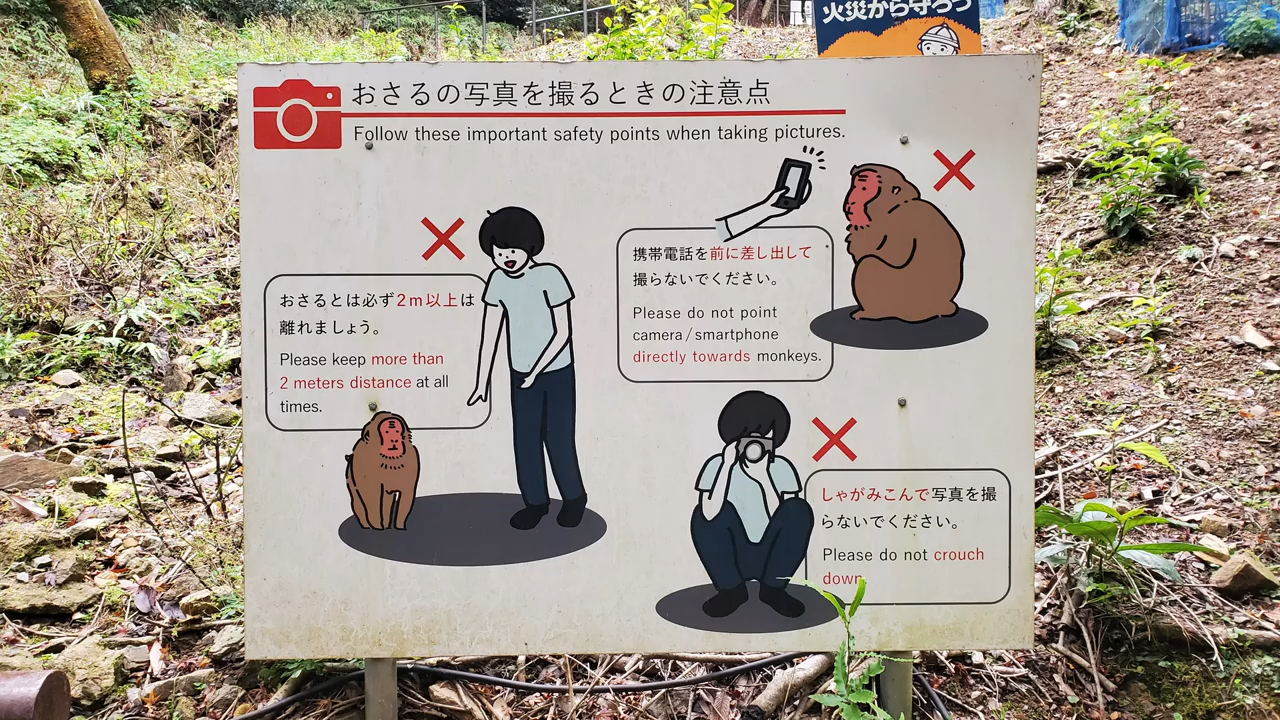 火災から守ろう
おさるの写真を撮るときの注意点
Follow these important safety points when taking pictures.
おさるとは必ず2m以上は
離れましょう。
Please keep more than
2 meters distance at all
times.
携帯電話を前に差し出して
撮らないでください。
Please do not point
camera/smartphone
directly towards monkeys.
しゃがみこんで写真を撮
らないでください。
Please do not crouch
down.